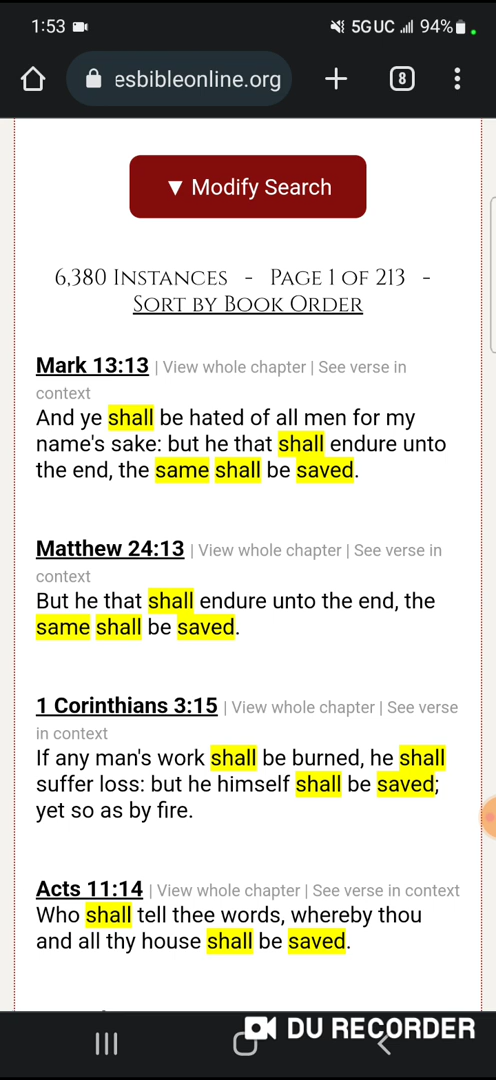 1:53 5G UC 94%
esbibleonline.org 8
▼ Modify Search
6,380 Instances - Page 1 of 213 -
Sort by Book Order
Mark 13:13 | View whole chapter | See verse in
context
And ye shall be hated of all men for my
name's sake: but he that shall endure unto
the end, the same shall be saved.
Matthew 24:13 | View whole chapter | See verse in
context
But he that shall endure unto the end, the
same shall be saved.
1 Corinthians 3:15 | View whole chapter | See verse
in context
If any man's work shall be burned, he shall
suffer loss: but he himself shall be saved;
yet so as by fire.
Acts 11:14 | View whole chapter | See verse in context
Who shall tell thee words, whereby thou
and all thy house shall be saved.
DU RECORDER